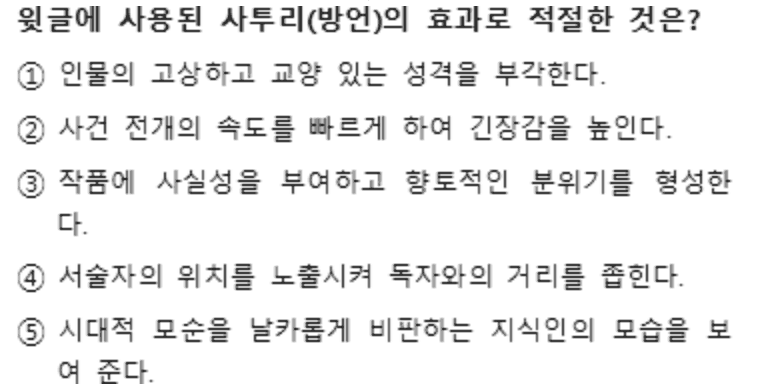 윗글에 사용된 사투리(방언)의 효과로 적절한 것은?
① 인물의 고상하고 교양 있는 성격을 부각한다.
② 사건 전개의 속도를 빠르게 하여 긴장감을 높인다.
③ 작품에 사실성을 부여하고 향토적인 분위기를 형성한
다.
④ 서술자의 위치를 노출시켜 독자와의 거리를 좁힌다.
⑤ 시대적 모순을 날카롭게 비판하는 지식인의 모습을 보
여 준다.